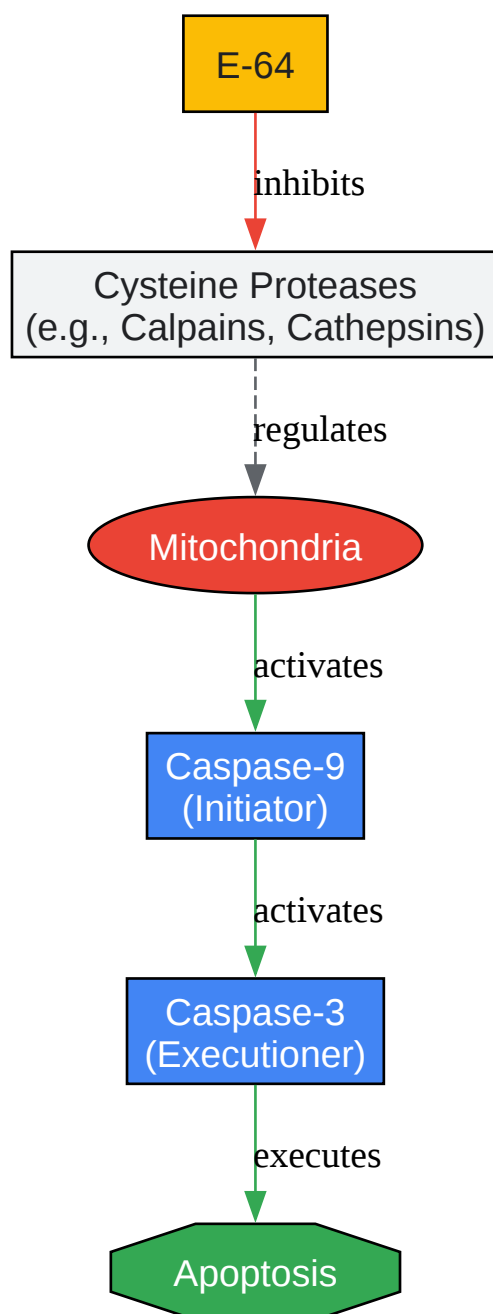 E-64
inhibits
Cysteine Proteases
(e.g., Calpains, Cathepsins)
regulates
Mitochondria
activates
Caspase-9
(Initiator)
activates
Caspase-3
(Executioner)
executes
Apoptosis